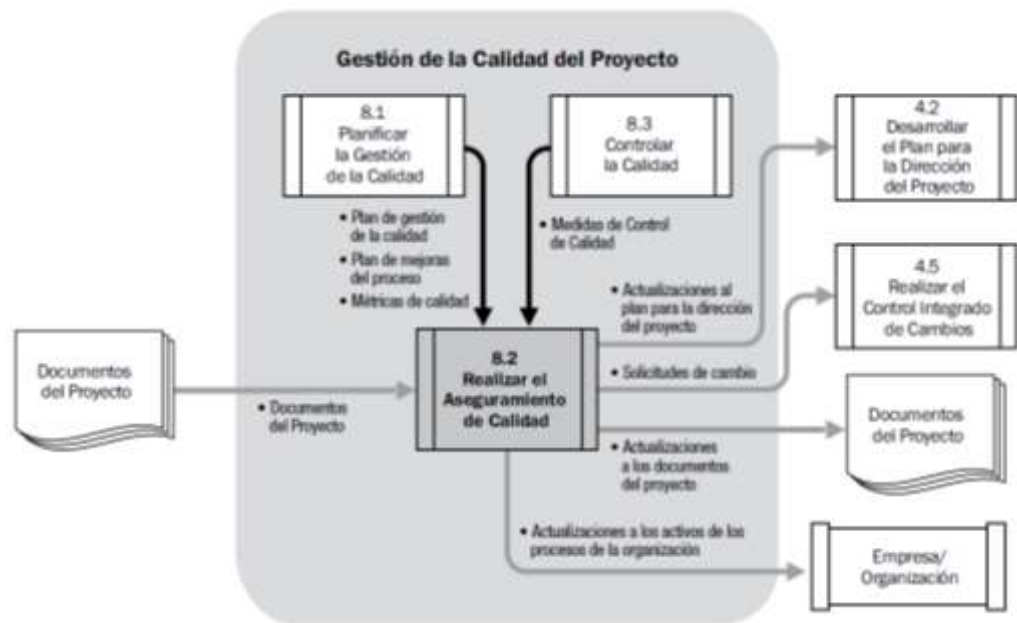 Gestión de la Calidad del Proyecto
8.1
Planificar
la Gestión
de la Calidad
8.3
Controlar
la Calidad
4.2
Desarrollar
el Plan para
la Dirección
del Proyecto
• Plan de gestión
de la calidad
• Plan de mejoras
del proceso
• Métricas de calidad
• Medidas de Control
de Calidad
• Actualizaciones al
plan para la dirección
del proyecto
4.5
Realizar el
Control Integrado
de Cambios
Documentos
del Proyecto
• Documentos
del Proyecto
8.2
Realizar el
Aseguramiento
de Calidad
• Solicitudes de cambio
Documentos
del Proyecto
• Actualizaciones
a los documentos
del proyecto
• Actualizaciones a los activos de los
procesos de la organización
Empresa/
Organización